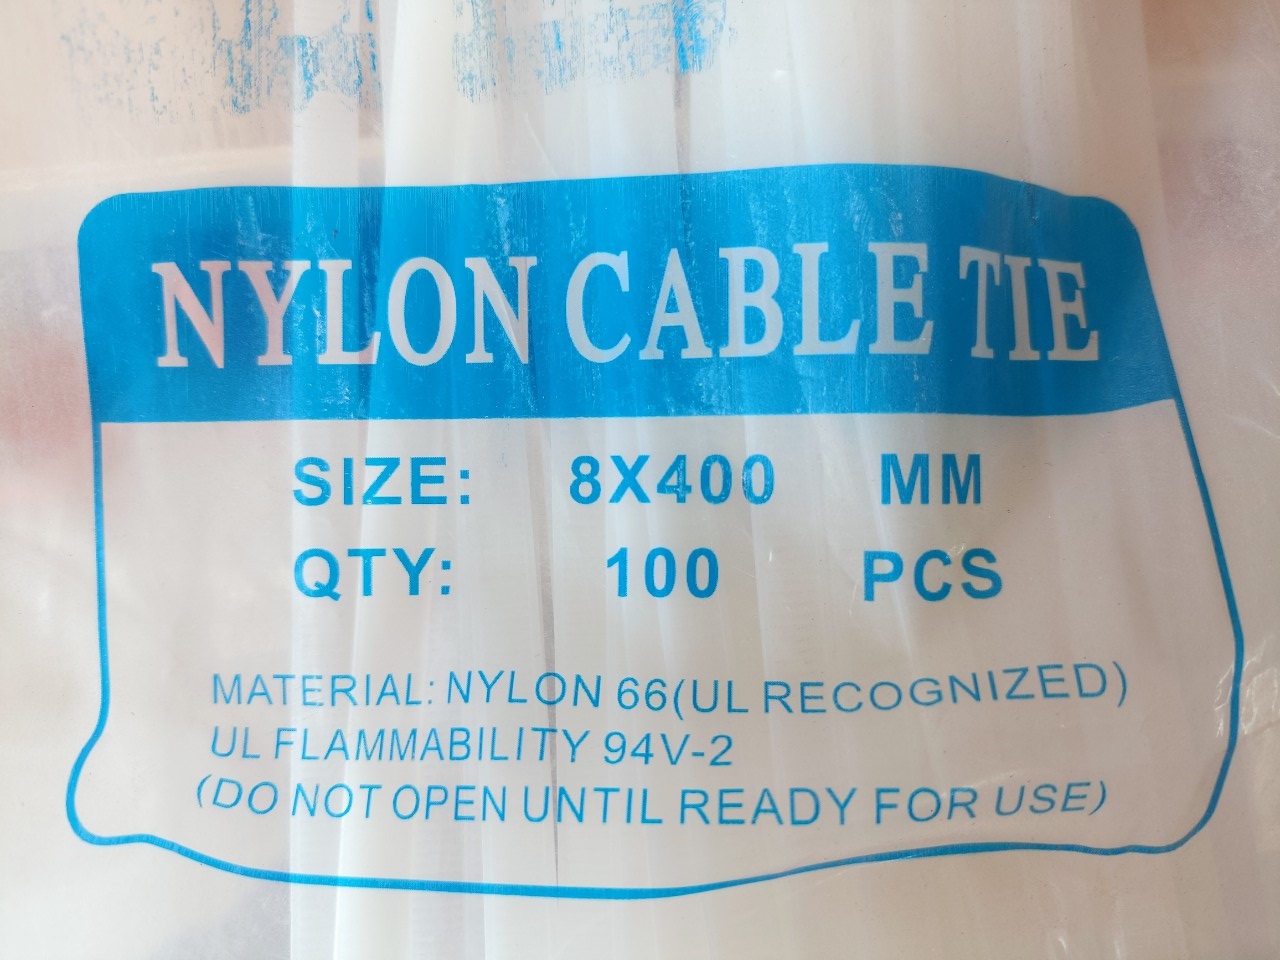 NYLON CABLE TIE
SIZE: 8X400 MM
QTY: 100 PCS
MATERIAL: NYLON 66(UL RECOGNIZED)
UL FLAMMABILITY 94V-2
(DO NOT OPEN UNTIL READY FOR USE)